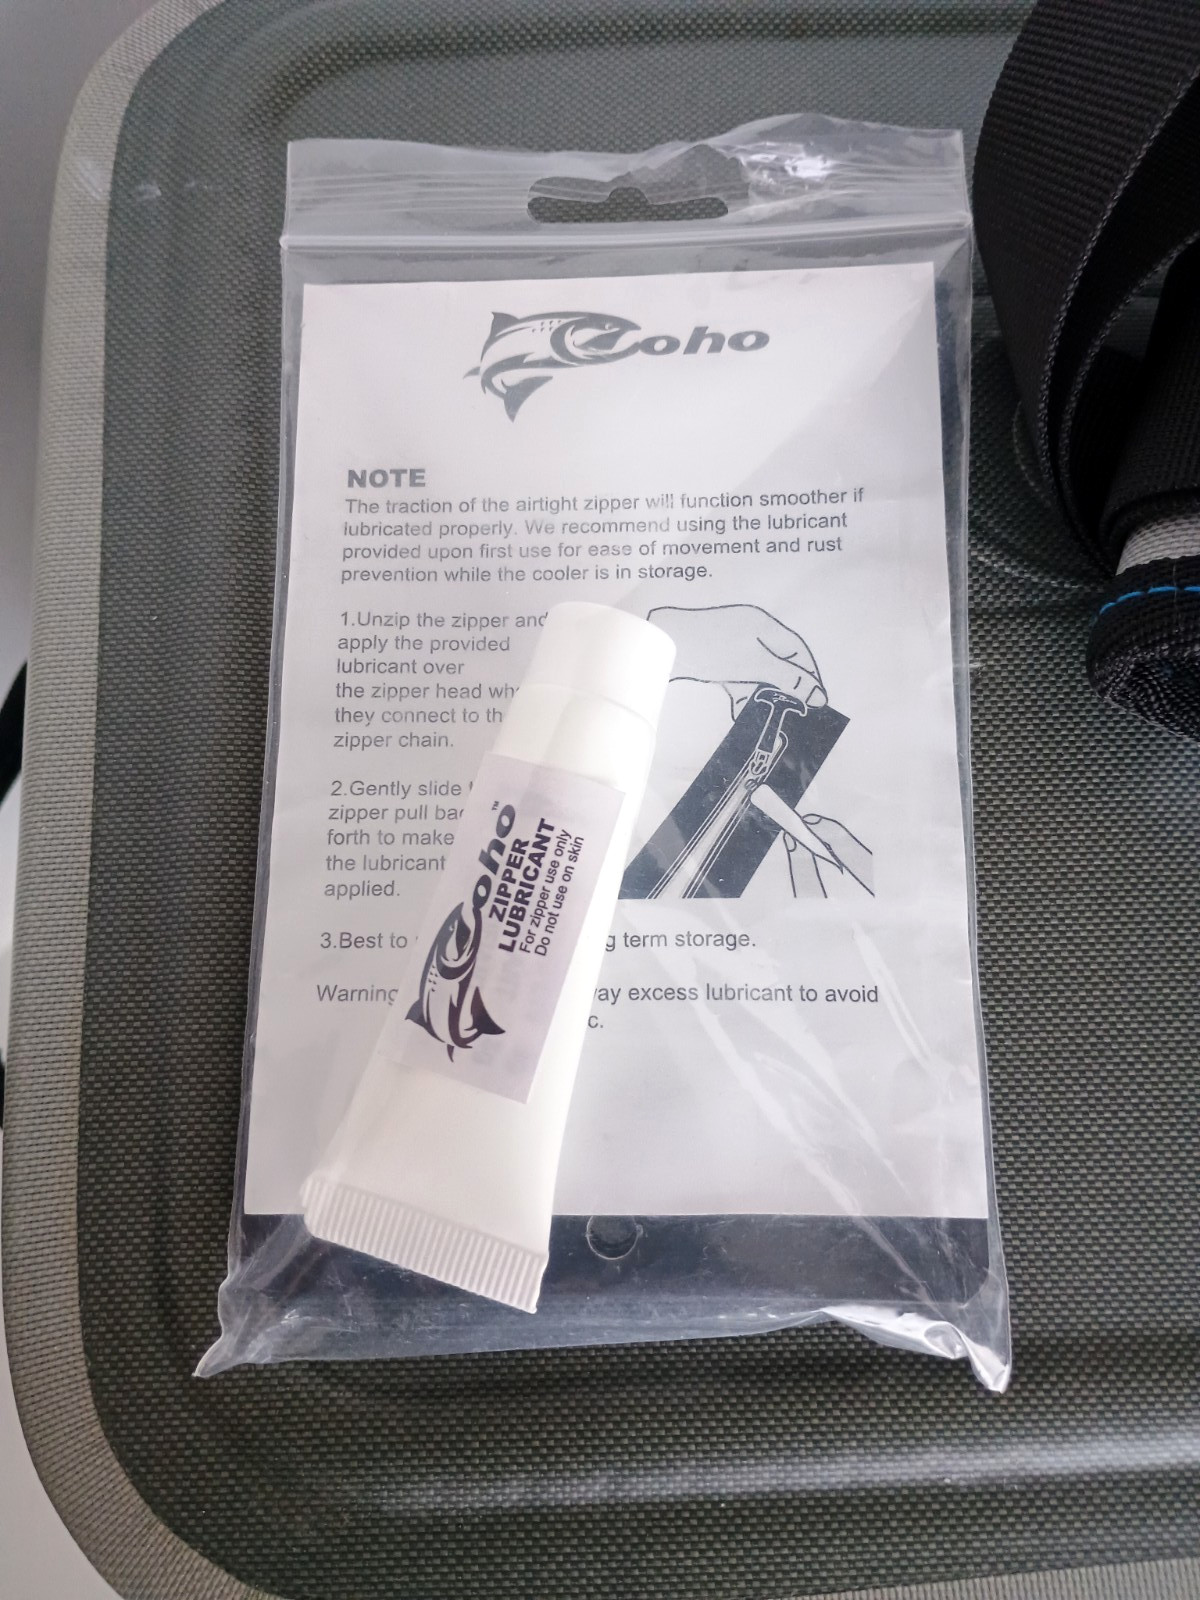 Coho
NOTE
The traction of the airtight zipper will function smoother if
lubricated properly. We recommend using the lubricant
provided upon first use for ease of movement and rust
prevention while the cooler is in storage.
1.Unzip the zipper and
apply the provided
lubricant over
the zipper head
they connect to
zipper chain.
2.Gently slide
zipper pull
forth to make
the lubricant
applied.
3.Best to term storage.
Warning excess lubricant to avoid
Coho™
ZIPPER
LUBRICANT
For zipper use only
Do not use on skin